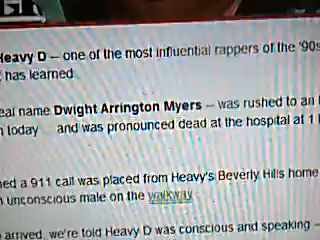 Heavy D – one of the most influential rappers of the '90s
has learned
eal name Dwight Arrington Myers – was rushed to an
today and was pronounced dead at the hospital at 1
ned a 911 call was placed from Heavy's Beverly Hills home
unconscious male on the walkway
arrived, we're told Heavy D was conscious and speaking –